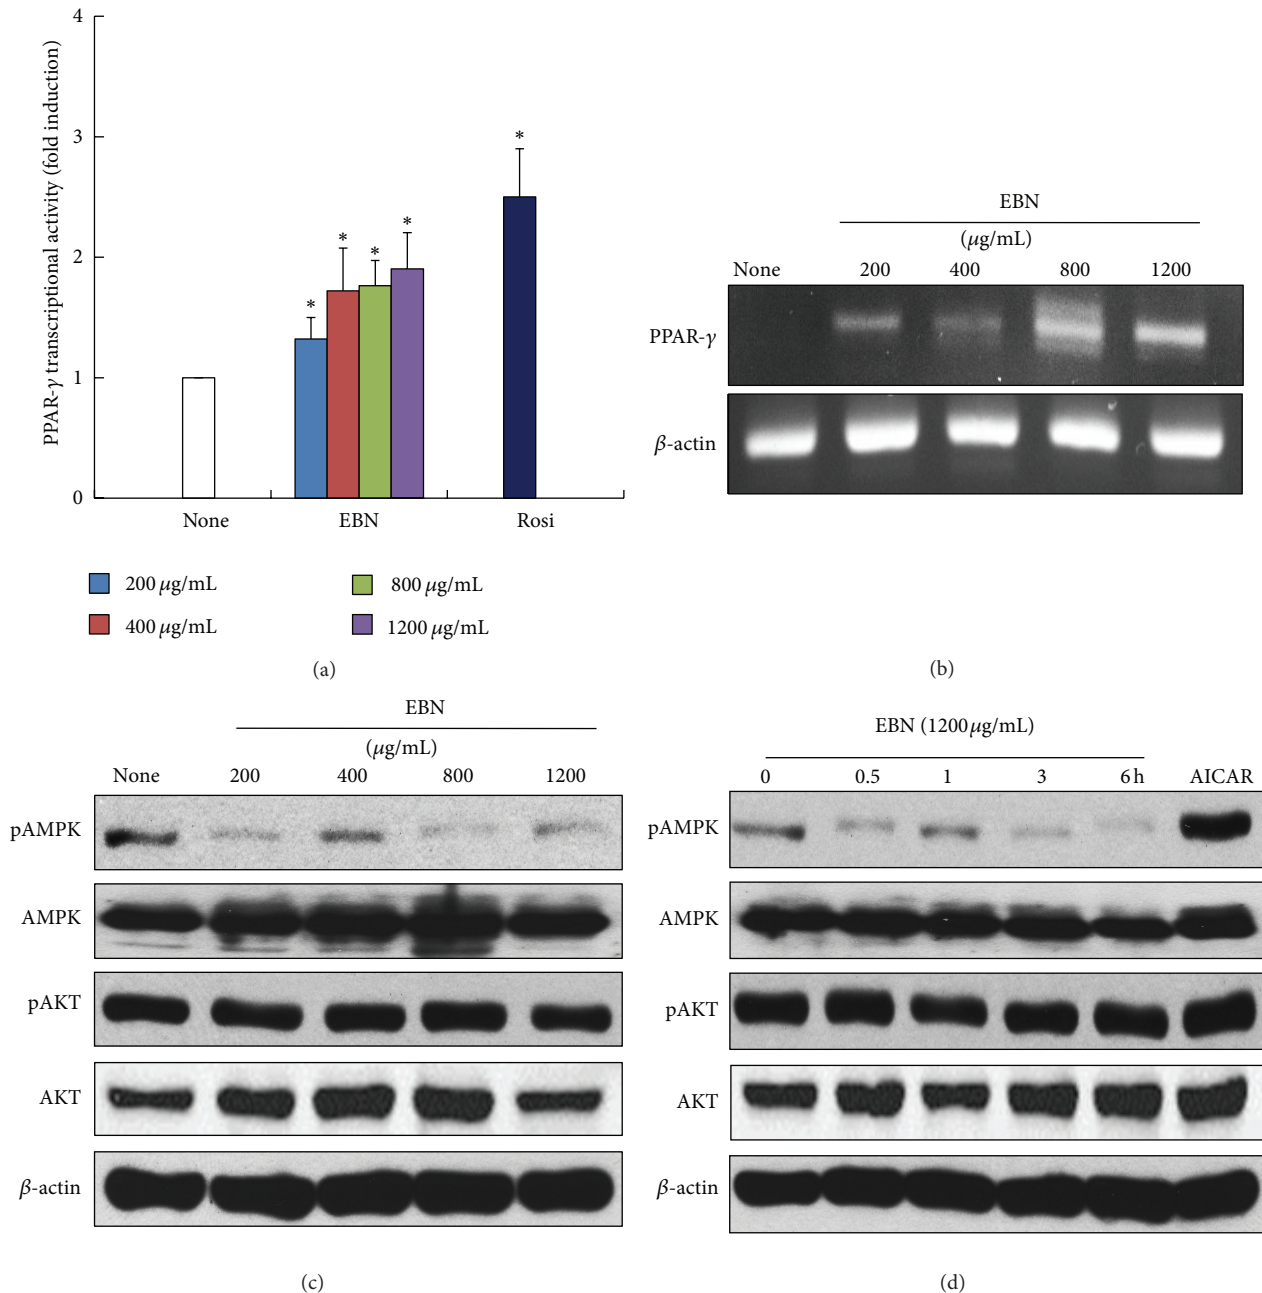 PPAR-γ transcriptional activity (fold induction)
4
3
2
1
0
*
*
*
*
*
None
EBN
Rosi
200 μg/mL
800 μg/mL
400 μg/mL
1200 μg/mL
(a)
EBN
(μg/mL)
None 200 400 800 1200
PPAR-γ
β-actin
(b)
EBN
(μg/mL)
None 200 400 800 1200
pAMPK
AMPK
pAKT
AKT
β-actin
(c)
EBN (1200 μg/mL)
0 0.5 1 3 6 h AICAR
pAMPK
AMPK
pAKT
AKT
β-actin
(d)